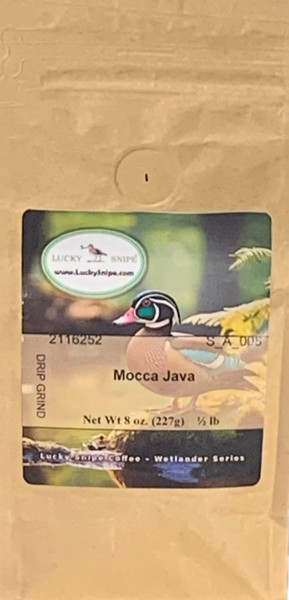 LUCKY SNIPE
www.LuckySnipe.com
2116252 S A 005
DRIP GRIND
Mocca Java
Net Wt 8 oz. (227g) ½ lb
Lucky Snipe Coffee - Wetlander Series